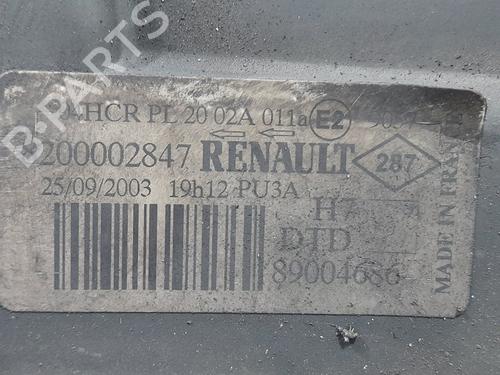 B-PARTS
HCR PL 20 02A 011a E2
200002847 RENAULT 287
25/09/2003 19h12 PU3A
H7
DTD
89004686
MADE IN FRANCE